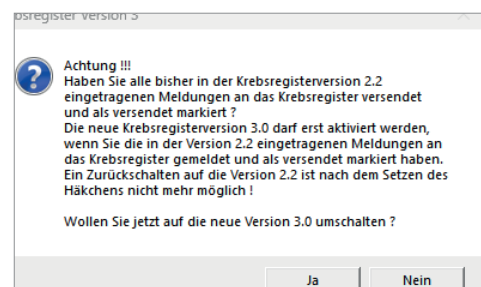 bsregister Version 3
Achtung !!!
Haben Sie alle bisher in der Krebsregisterversion 2.2
eingetragenen Meldungen an das Krebsregister versendet
und als versendet markiert ?
Die neue Krebsregisterversion 3.0 darf erst aktiviert werden,
wenn Sie die in der Version 2.2 eingetragenen Meldungen an
das Krebsregister gemeldet und als versendet markiert haben.
Ein Zurückschalten auf die Version 2.2 ist nach dem Setzen des
Häkchens nicht mehr möglich !
Wollen Sie jetzt auf die neue Version 3.0 umschalten ?
Ja Nein